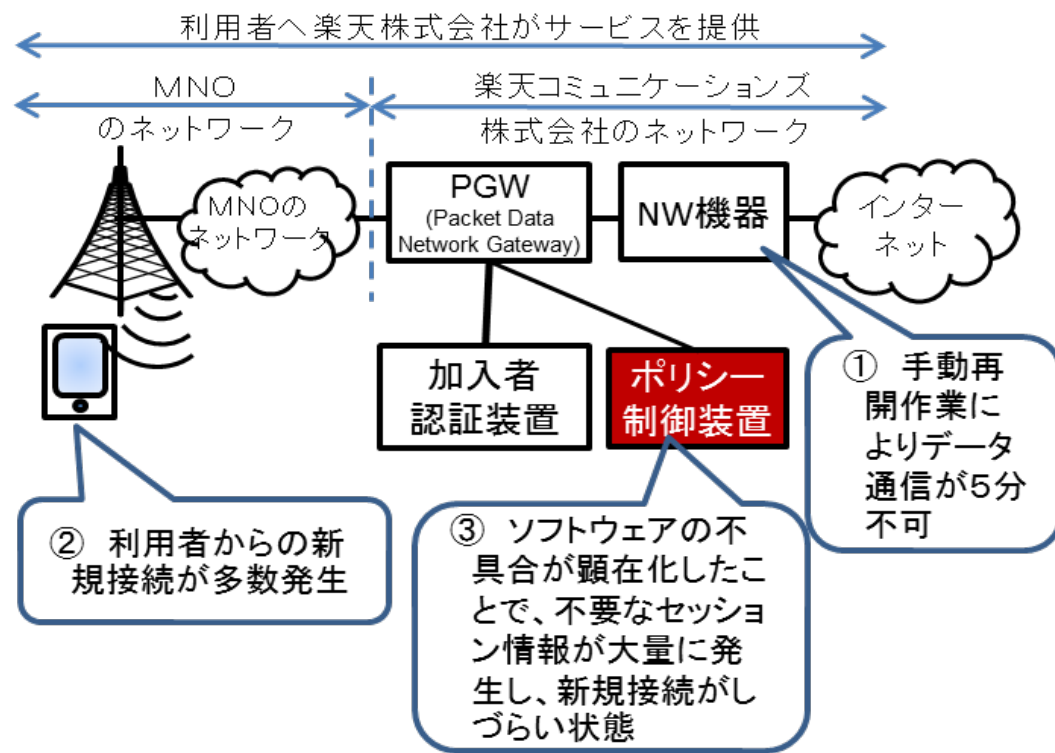 利用者へ楽天株式会社がサービスを提供
MNO
のネットワーク
楽天コミュニケーションズ
株式会社のネットワーク
MNOの
ネットワーク
PGW
(Packet Data
Network Gateway)
NW機器
インター
ネット
加入者
認証装置
ポリシー
制御装置
① 手動再
開作業に
よりデータ
通信が５分
不可
② 利用者からの新
規接続が多数発生
③ ソフトウェアの不
具合が顕在化したこ
とで、不要なセッショ
ン情報が大量に発
生し、新規接続がし
づらい状態